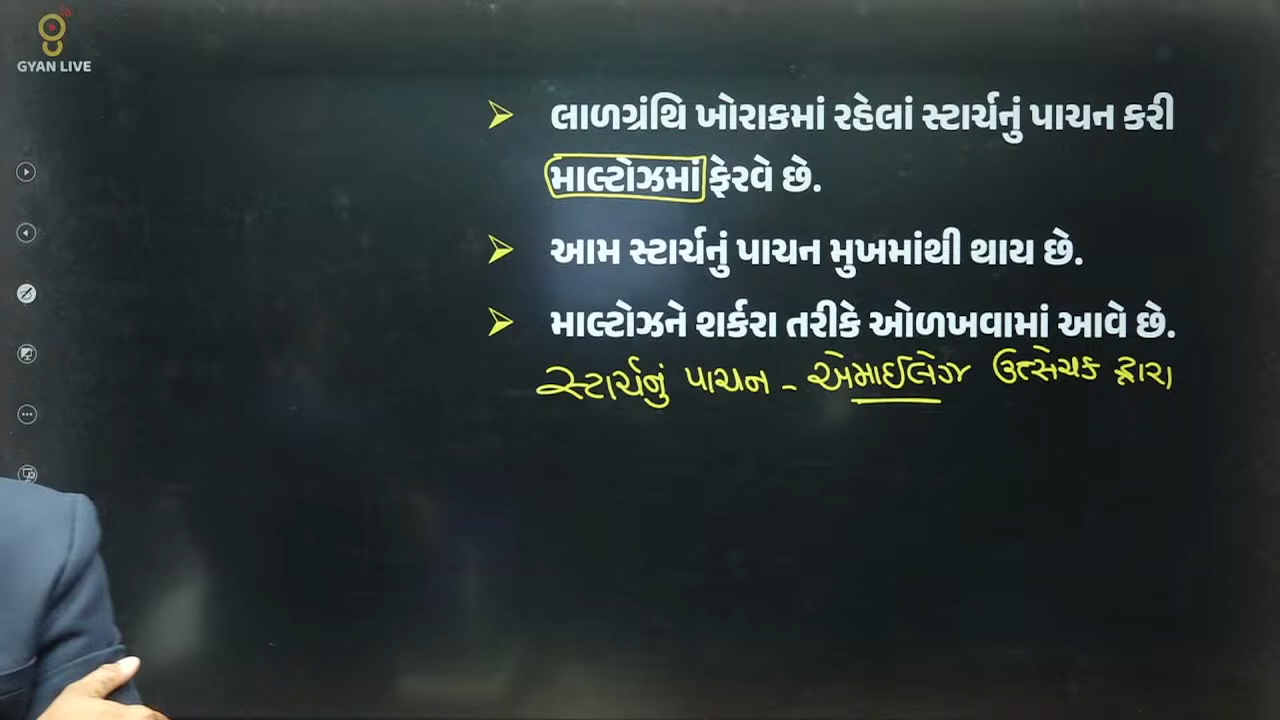 GYAN LIVE
લાળગ્રંથિ ખોરાકમાં રહેલાં સ્ટાર્ચનું પાચન કરી
માલ્ટોઝમાં ફેરવે છે.
આમ સ્ટાર્ચનું પાચન મુખમાંથી થાય છે.
માલ્ટોઝને શર્કરા તરીકે ઓળખવામાં આવે છે.
સ્ટાર્ચનું પાચન - એમાઈલેઝ ઉત્સેચક દ્વારા